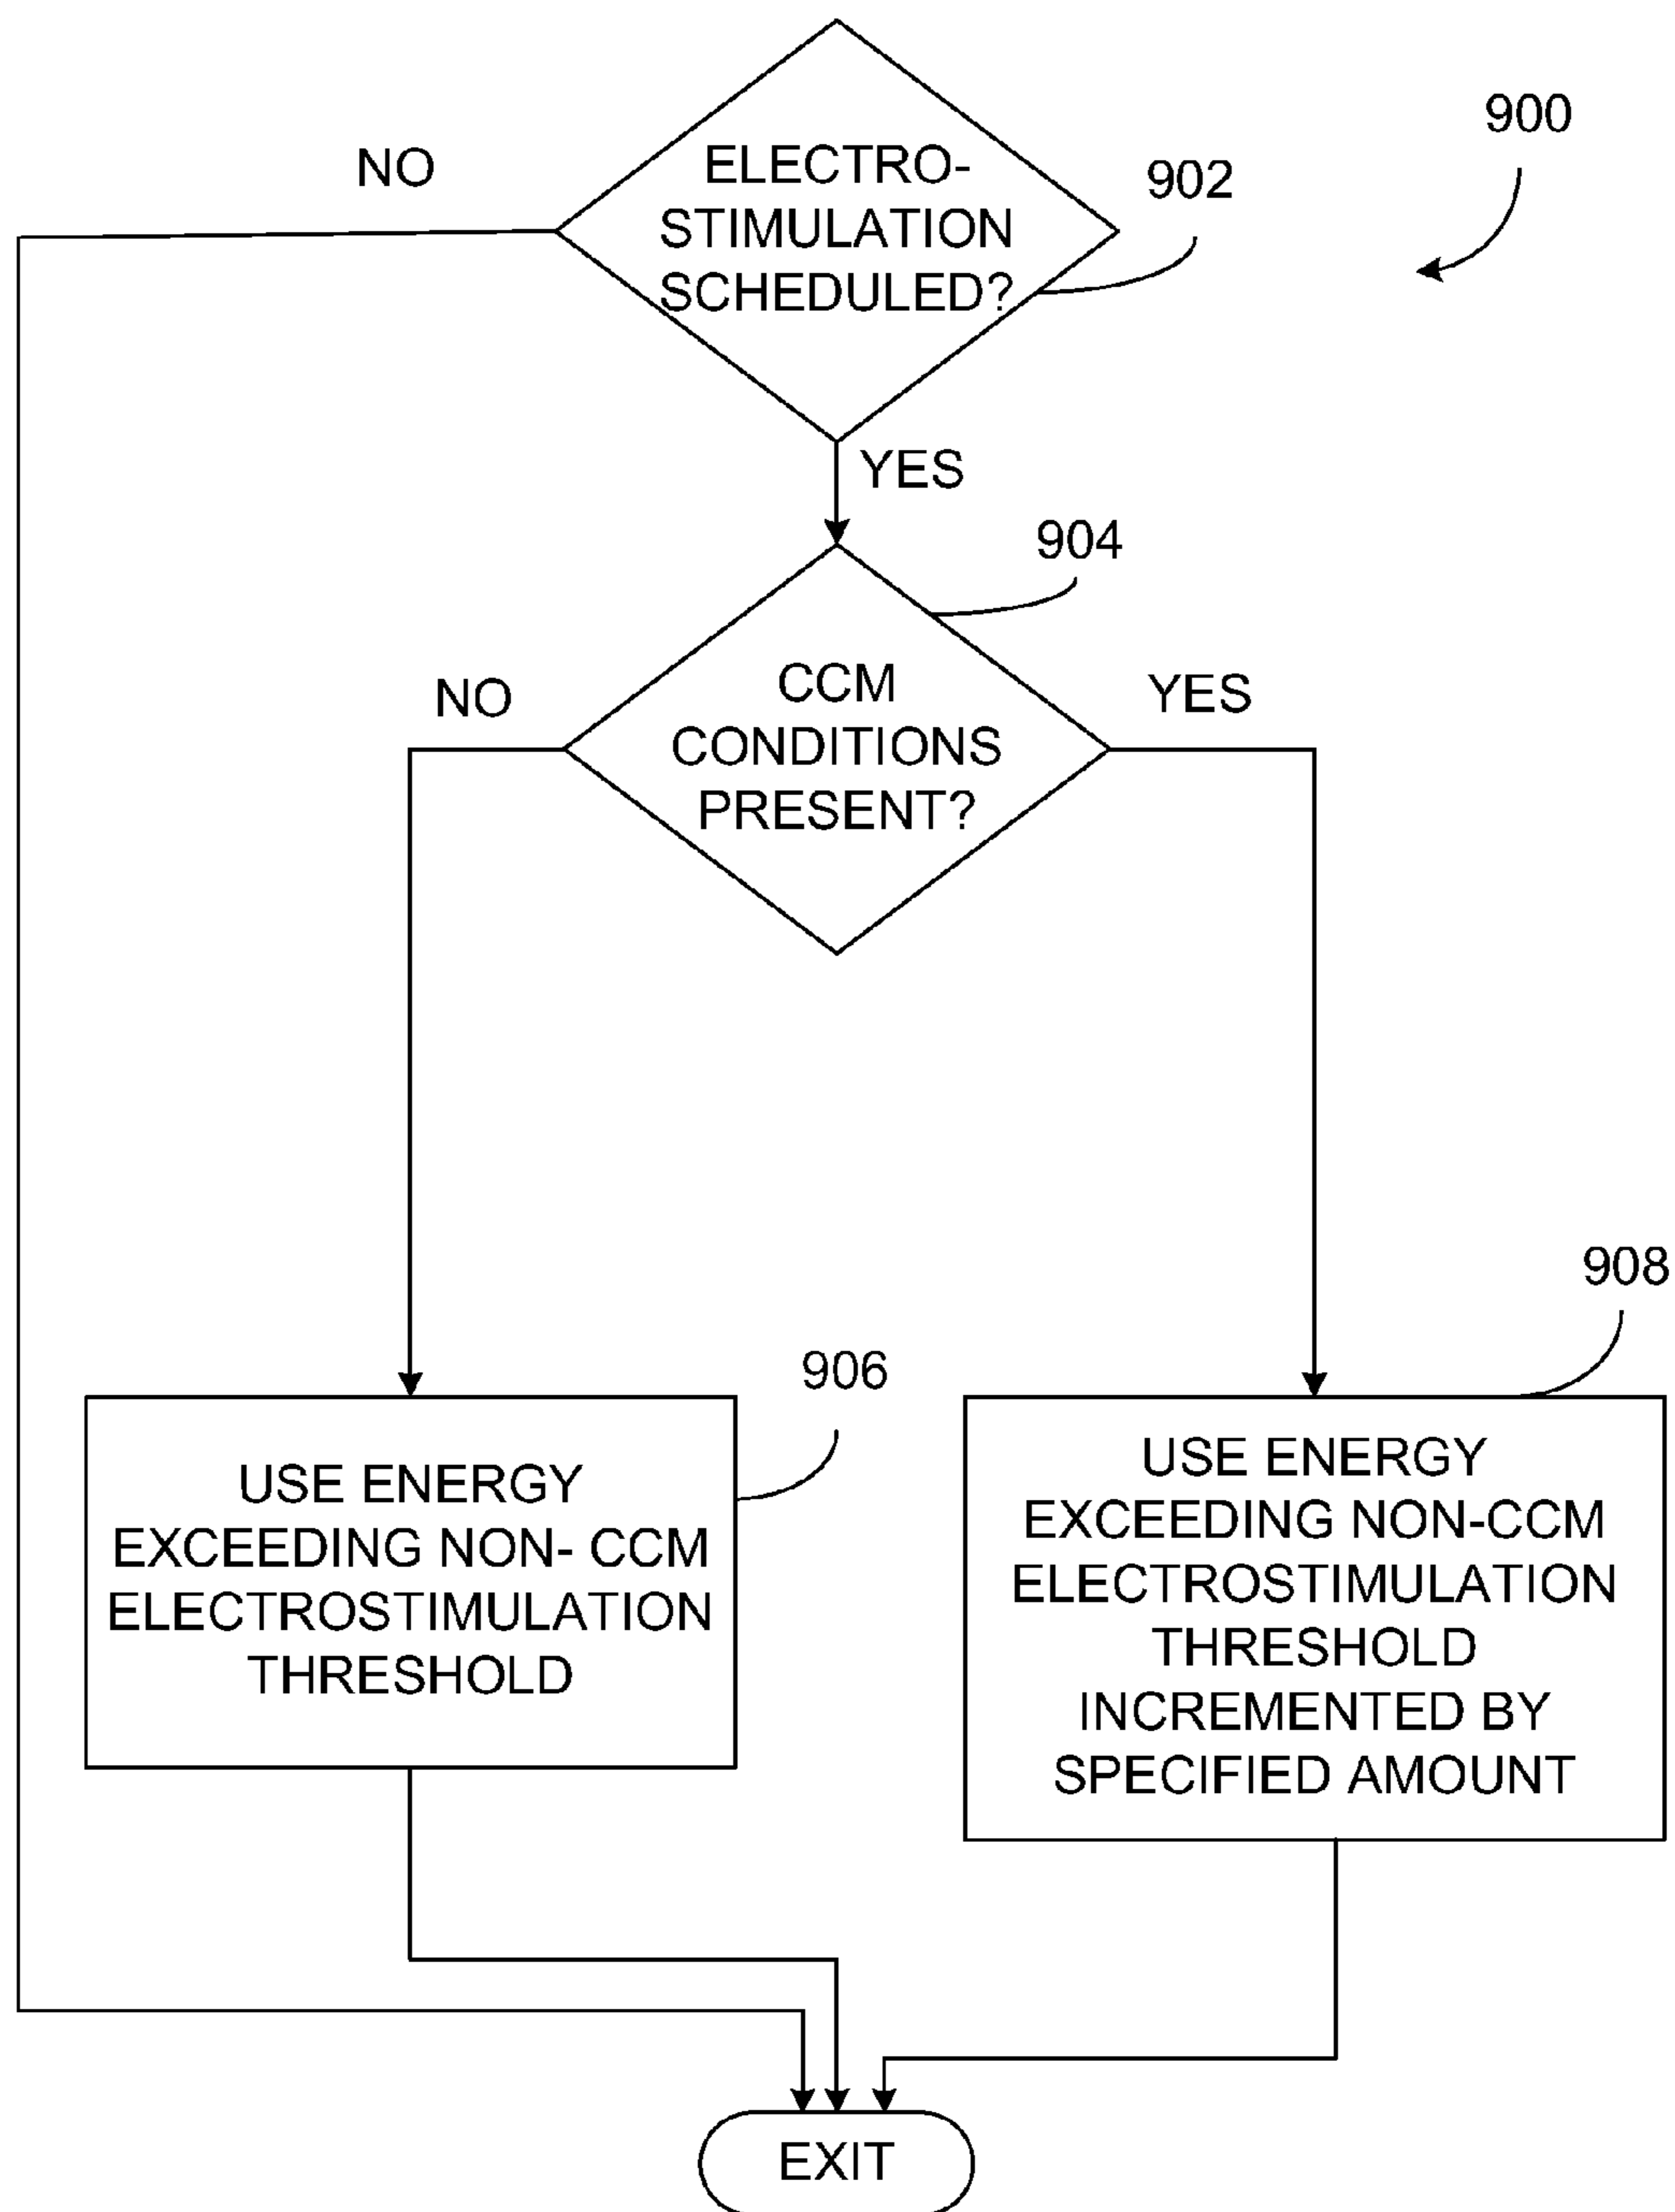 900
ELECTRO-
STIMULATION
SCHEDULED?
902
NO
YES
904
CCM
CONDITIONS
PRESENT?
NO
YES
906
USE ENERGY
EXCEEDING NON- CCM
ELECTROSTIMULATION
THRESHOLD
908
USE ENERGY
EXCEEDING NON-CCM
ELECTROSTIMULATION
THRESHOLD
INCREMENTED BY
SPECIFIED AMOUNT
EXIT